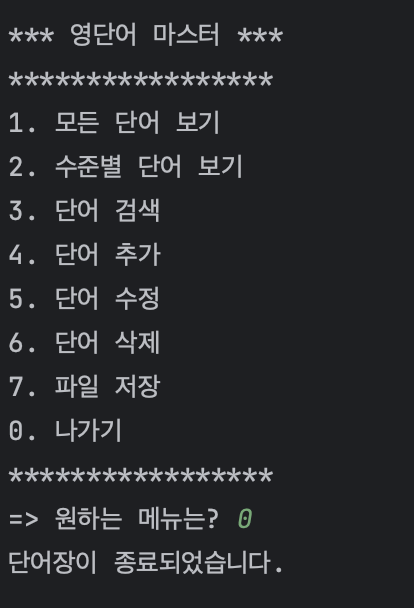 *** 영단어 마스터 ***
*****************
1. 모든 단어 보기
2. 수준별 단어 보기
3. 단어 검색
4. 단어 추가
5. 단어 수정
6. 단어 삭제
7. 파일 저장
0. 나가기
*****************
=> 원하는 메뉴는? 0
단어장이 종료되었습니다.